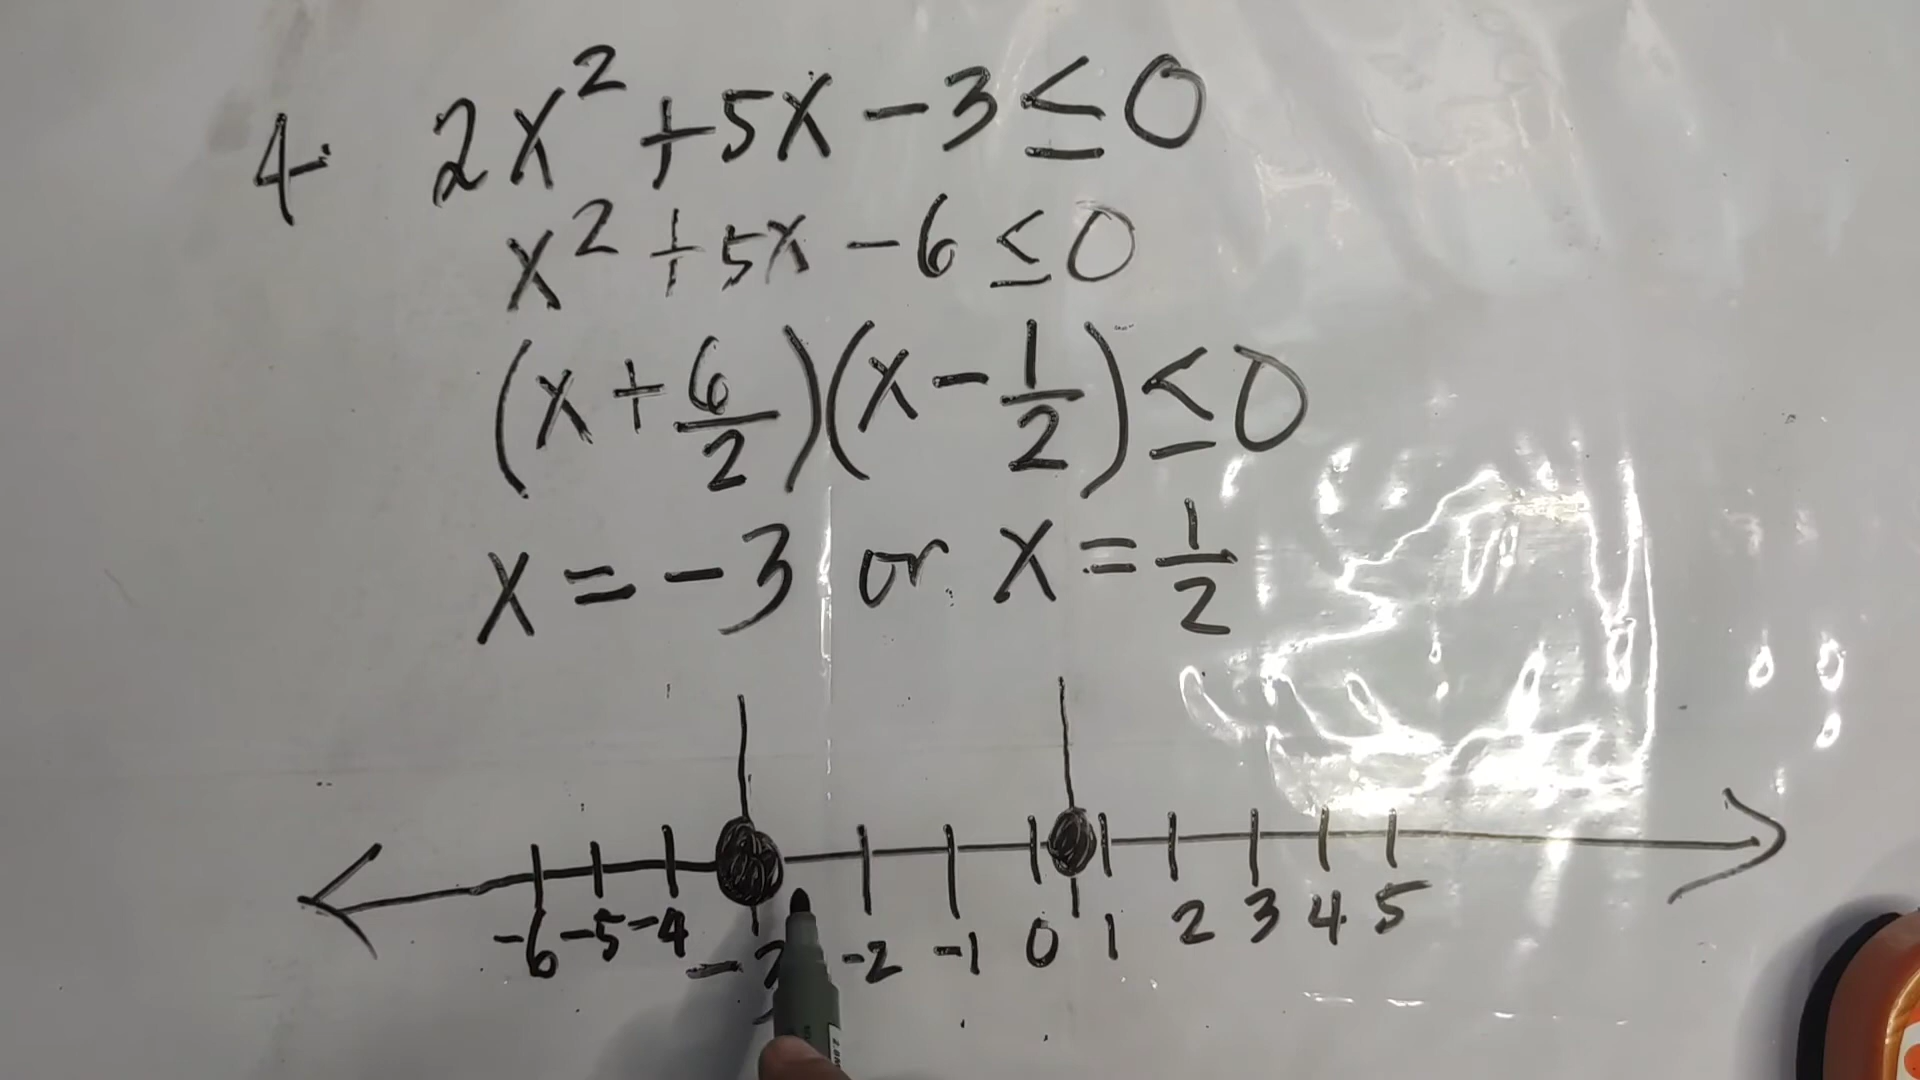 4. 2x² + 5x - 3 ≤ 0
x² + 5x - 6 ≤ 0
(x + 6/2)(x - 1/2) ≤ 0
x = -3 or x = 1/2
-6 -5 -4 -3 -2 -1 0 1 2 3 4 5